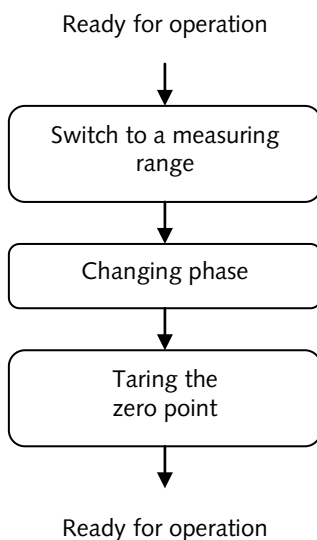 Ready for operation
Switch to a measuring
range
Changing phase
Taring the
zero point
Ready for operation